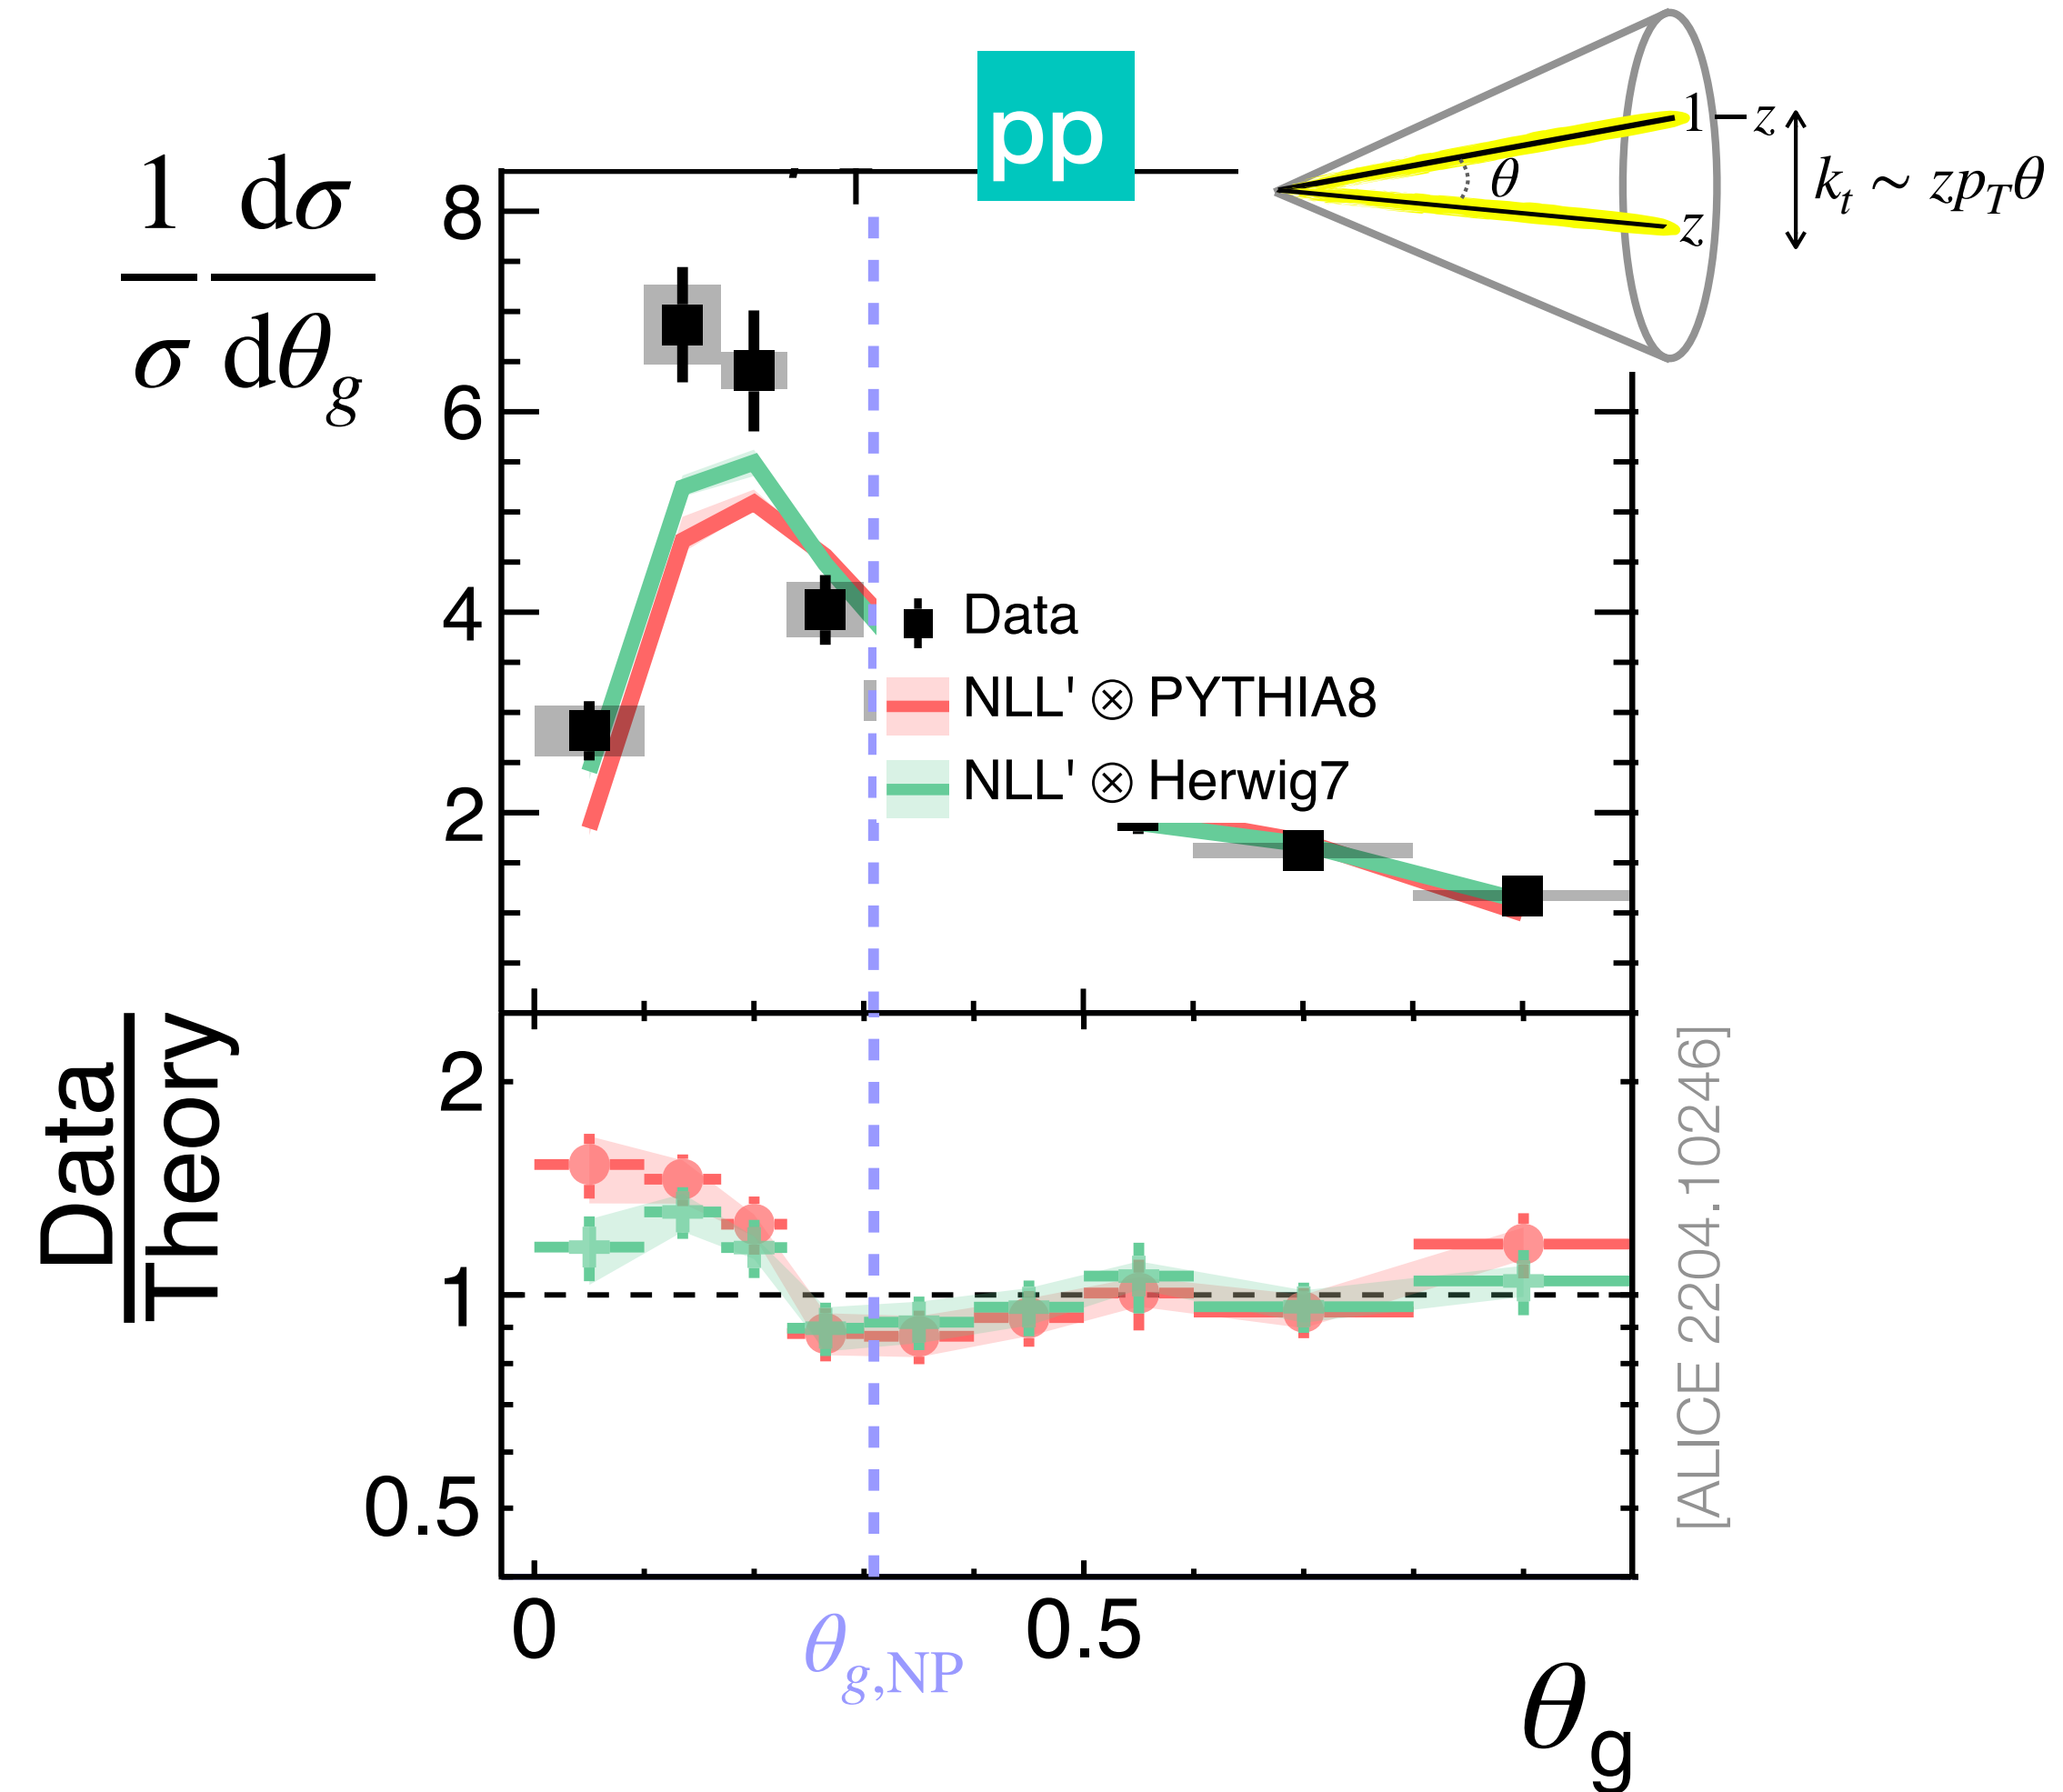 pp
1 dσ
σ dθg
1−z
θ
z
kt ∼ zpTθ
8
6
4
2
Data
NLL' ⊗ PYTHIA8
NLL' ⊗ Herwig7
Data
Theory
2
1
0.5
0
0.5
θg,NP
θg
[ALICE 2204.10246]